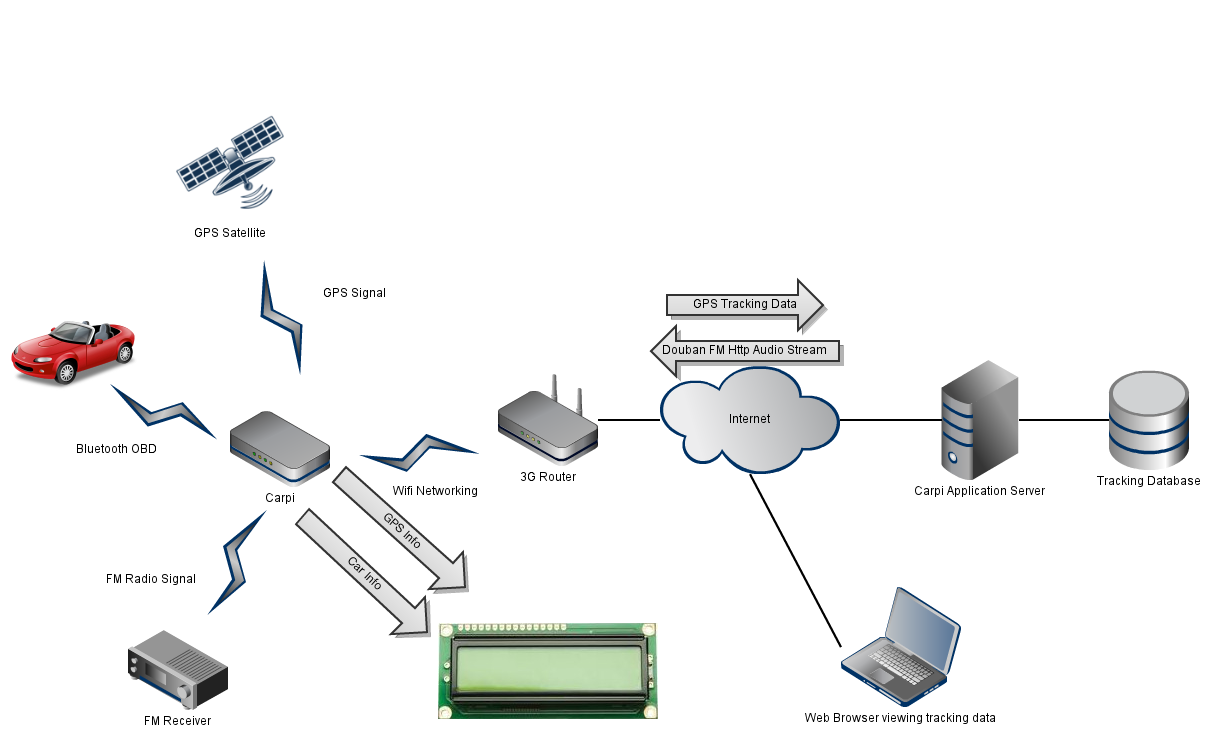 GPS Satellite
GPS Signal
GPS Tracking Data
Douban FM Http Audio Stream
Internet
Bluetooth OBD
Carpi
Wifi Networking
3G Router
Carpi Application Server
Tracking Database
GPS Info
Car Info
FM Radio Signal
FM Receiver
Web Browser viewing tracking data